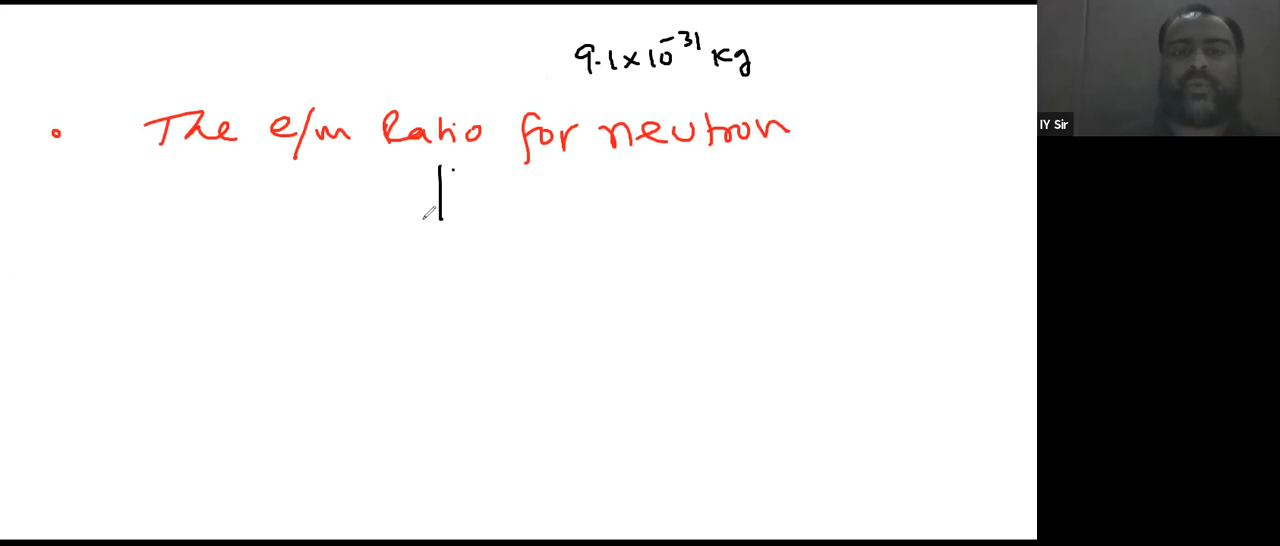 9.1×10⁻³¹ kg
IY Sir
• The e/m Ratio for neutron